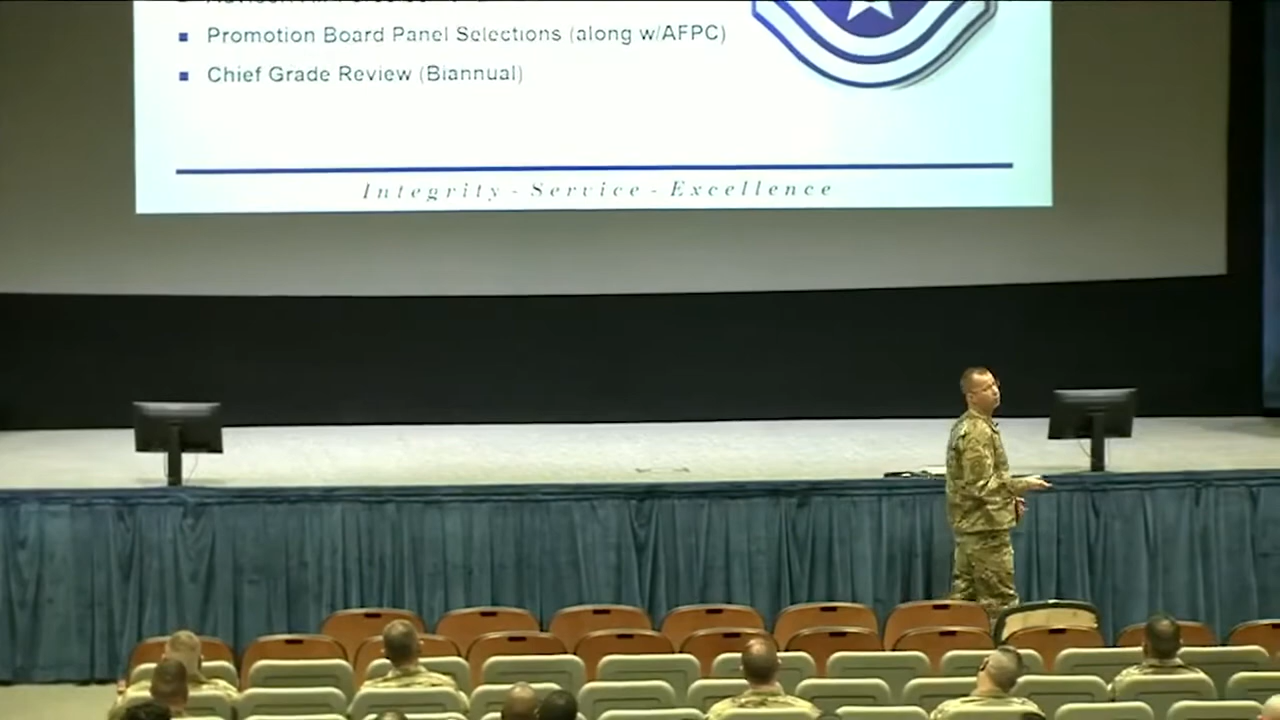 Promotion Board Panel Selections (along w/AFPC)
Chief Grade Review (Biannual)
Integrity - Service - Excellence